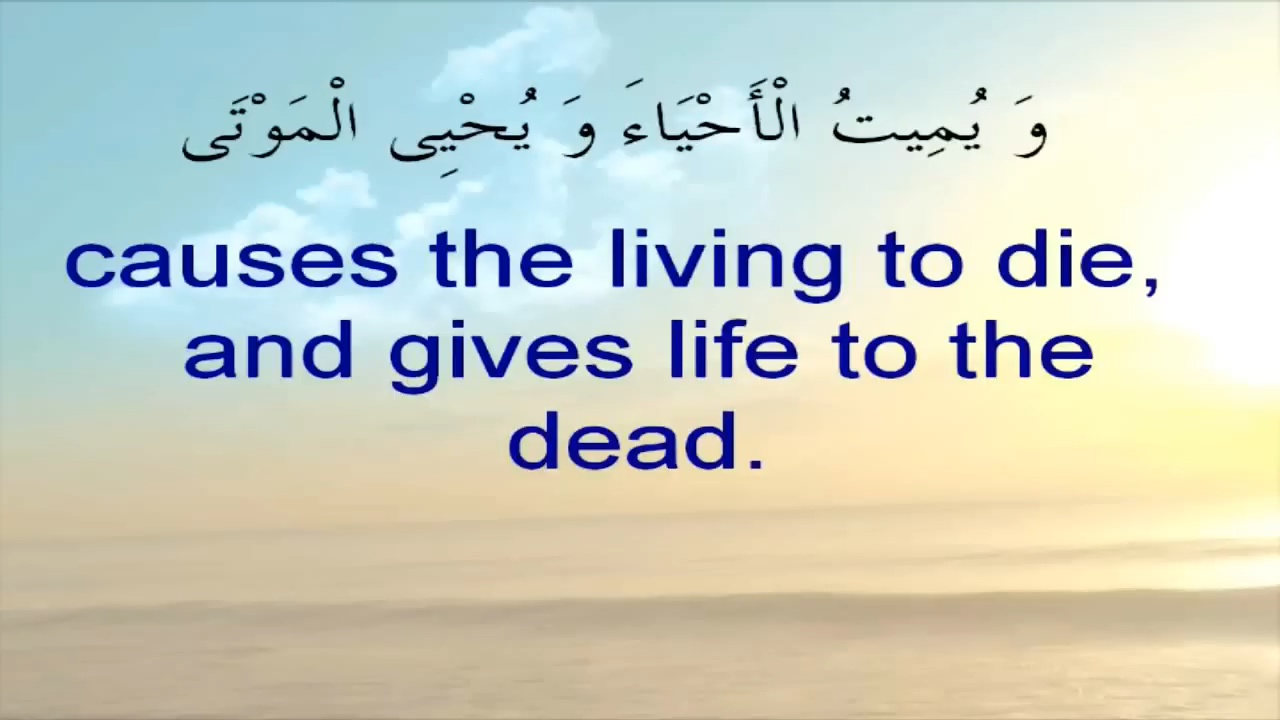 وَ يُمِيتُ الْأَحْيَاءَ وَ يُحْيِي الْمَوْتَى
causes the living to die,
and gives life to the
dead.